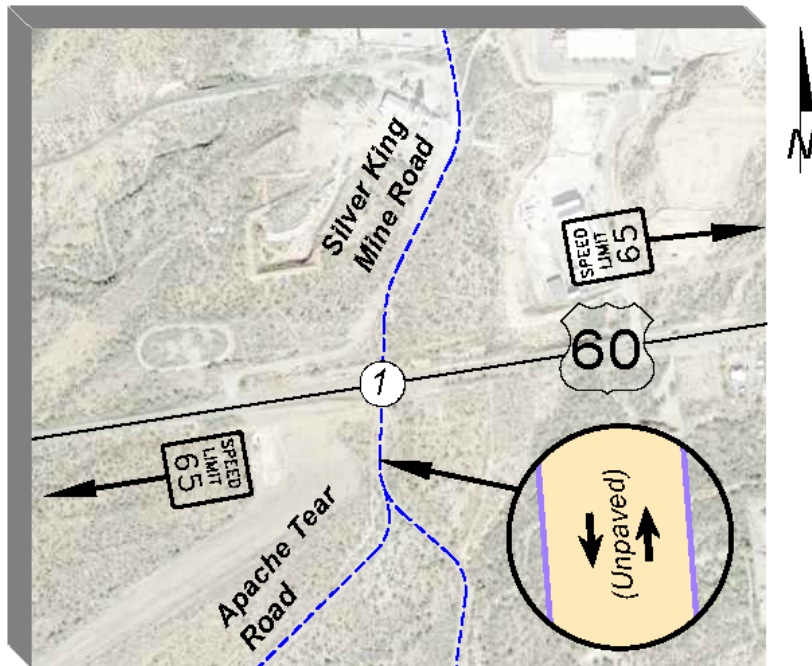 Silver King
Mine Road
N
SPEED
LIMIT
65
60
1
SPEED
LIMIT
65
Apache Tear
Road
(Unpaved)